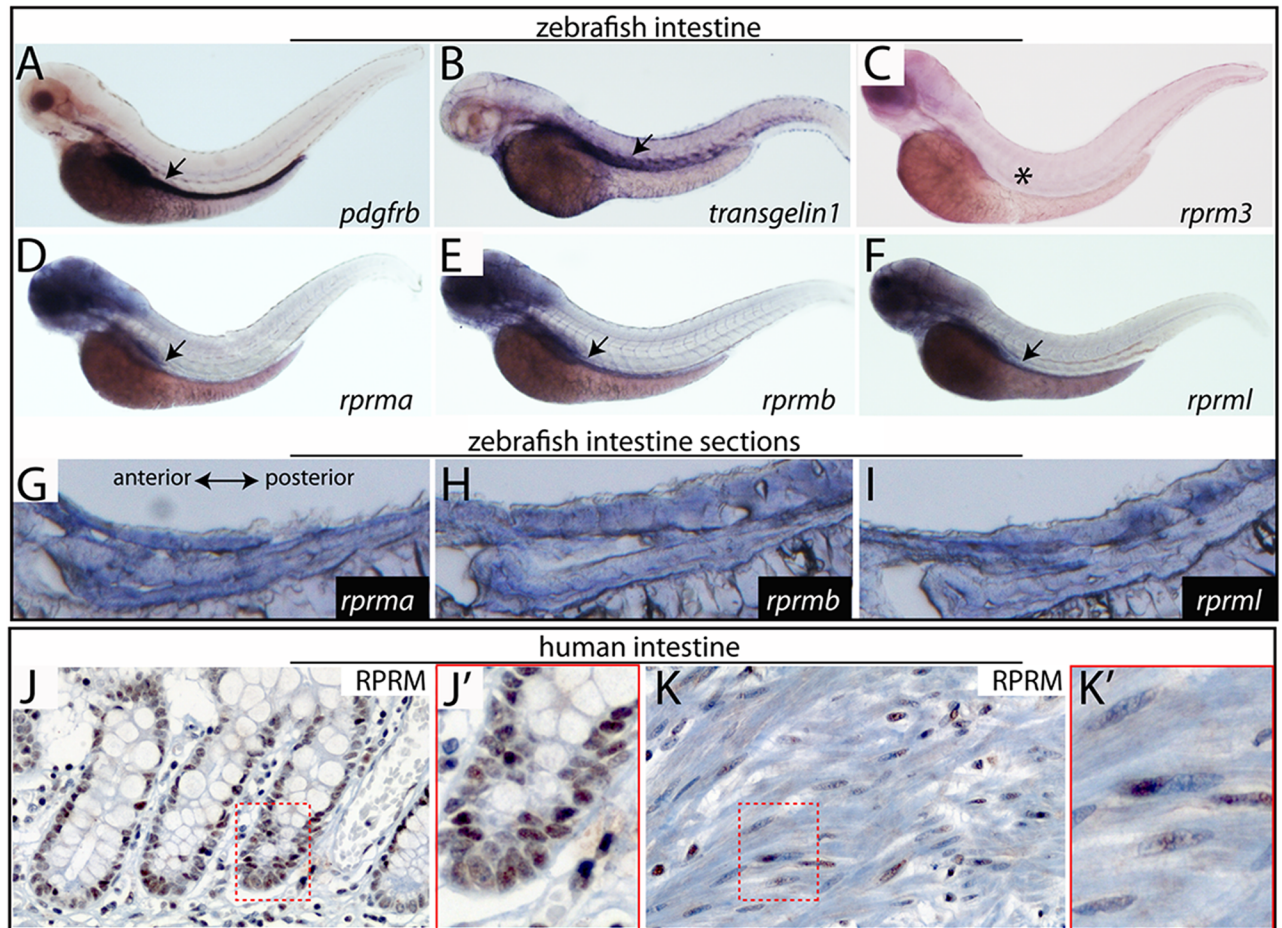 zebrafish intestine
A
B
C
pdgfrb
transgelin1
*
rprm3
D
E
F
rprma
rprmb
rprml
zebrafish intestine sections
G
anterior posterior
H
I
rprma
rprmb
rprml
human intestine
J
RPRM
J'
K
RPRM
K'